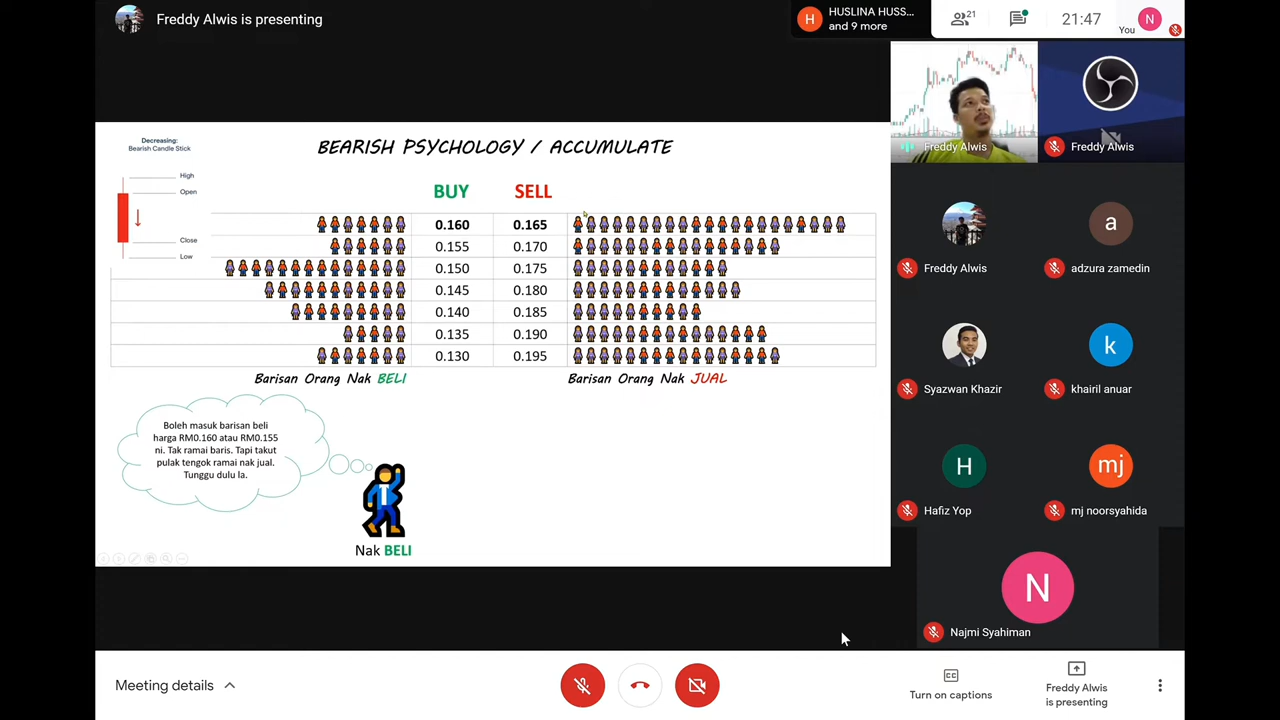 Freddy Alwis is presenting
H
HUSLINA HUSS...
and 9 more
21
21:47
You
N
Decreasing:
Bearish Candle Stick
High
Open
Close
Low
BEARISH PSYCHOLOGY / ACCUMULATE
BUY SELL
0.160 0.165
0.155 0.170
0.150 0.175
0.145 0.180
0.140 0.185
0.135 0.190
0.130 0.195
Barisan Orang Nak BELI
Barisan Orang Nak JUAL
Boleh masuk barisan beli
harga RM0.160 atau RM0.155
ni. Tak ramai baris. Tapi takut
pulak tengok ramai nak jual.
Tunggu dulu la.
Nak BELI
Freddy Alwis
Freddy Alwis
Freddy Alwis
a
adzura zamedin
Syazwan Khazir
k
khairil anuar
H
Hafiz Yop
mj
mj noorsyahida
N
Najmi Syahiman
Meeting details
Turn on captions
Freddy Alwis
is presenting